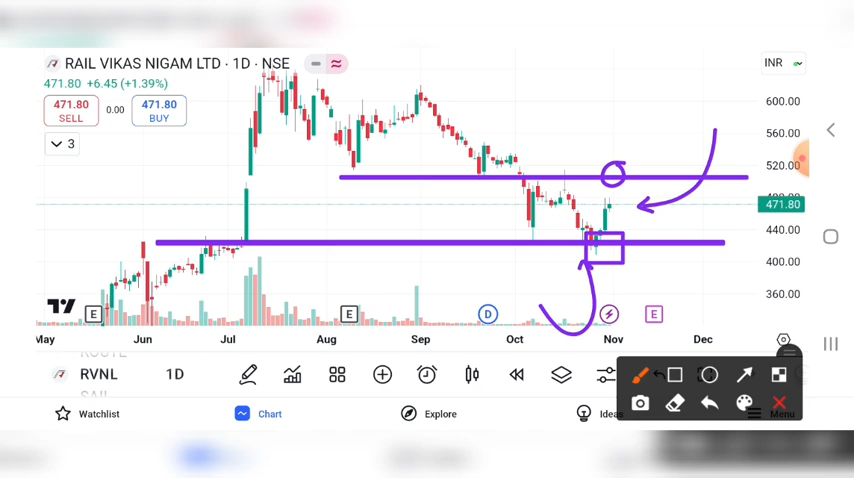 RAIL VIKAS NIGAM LTD · 1D · NSE
INR
471.80 +6.45 (+1.39%)
471.80
SELL
0.00
471.80
BUY
3
600.00
560.00
520.00
471.80
440.00
400.00
360.00
E
E
D
E
May
Jun
Jul
Aug
Sep
Oct
Nov
Dec
RVNL
1D
Watchlist
Chart
Explore
Ideas
Menu